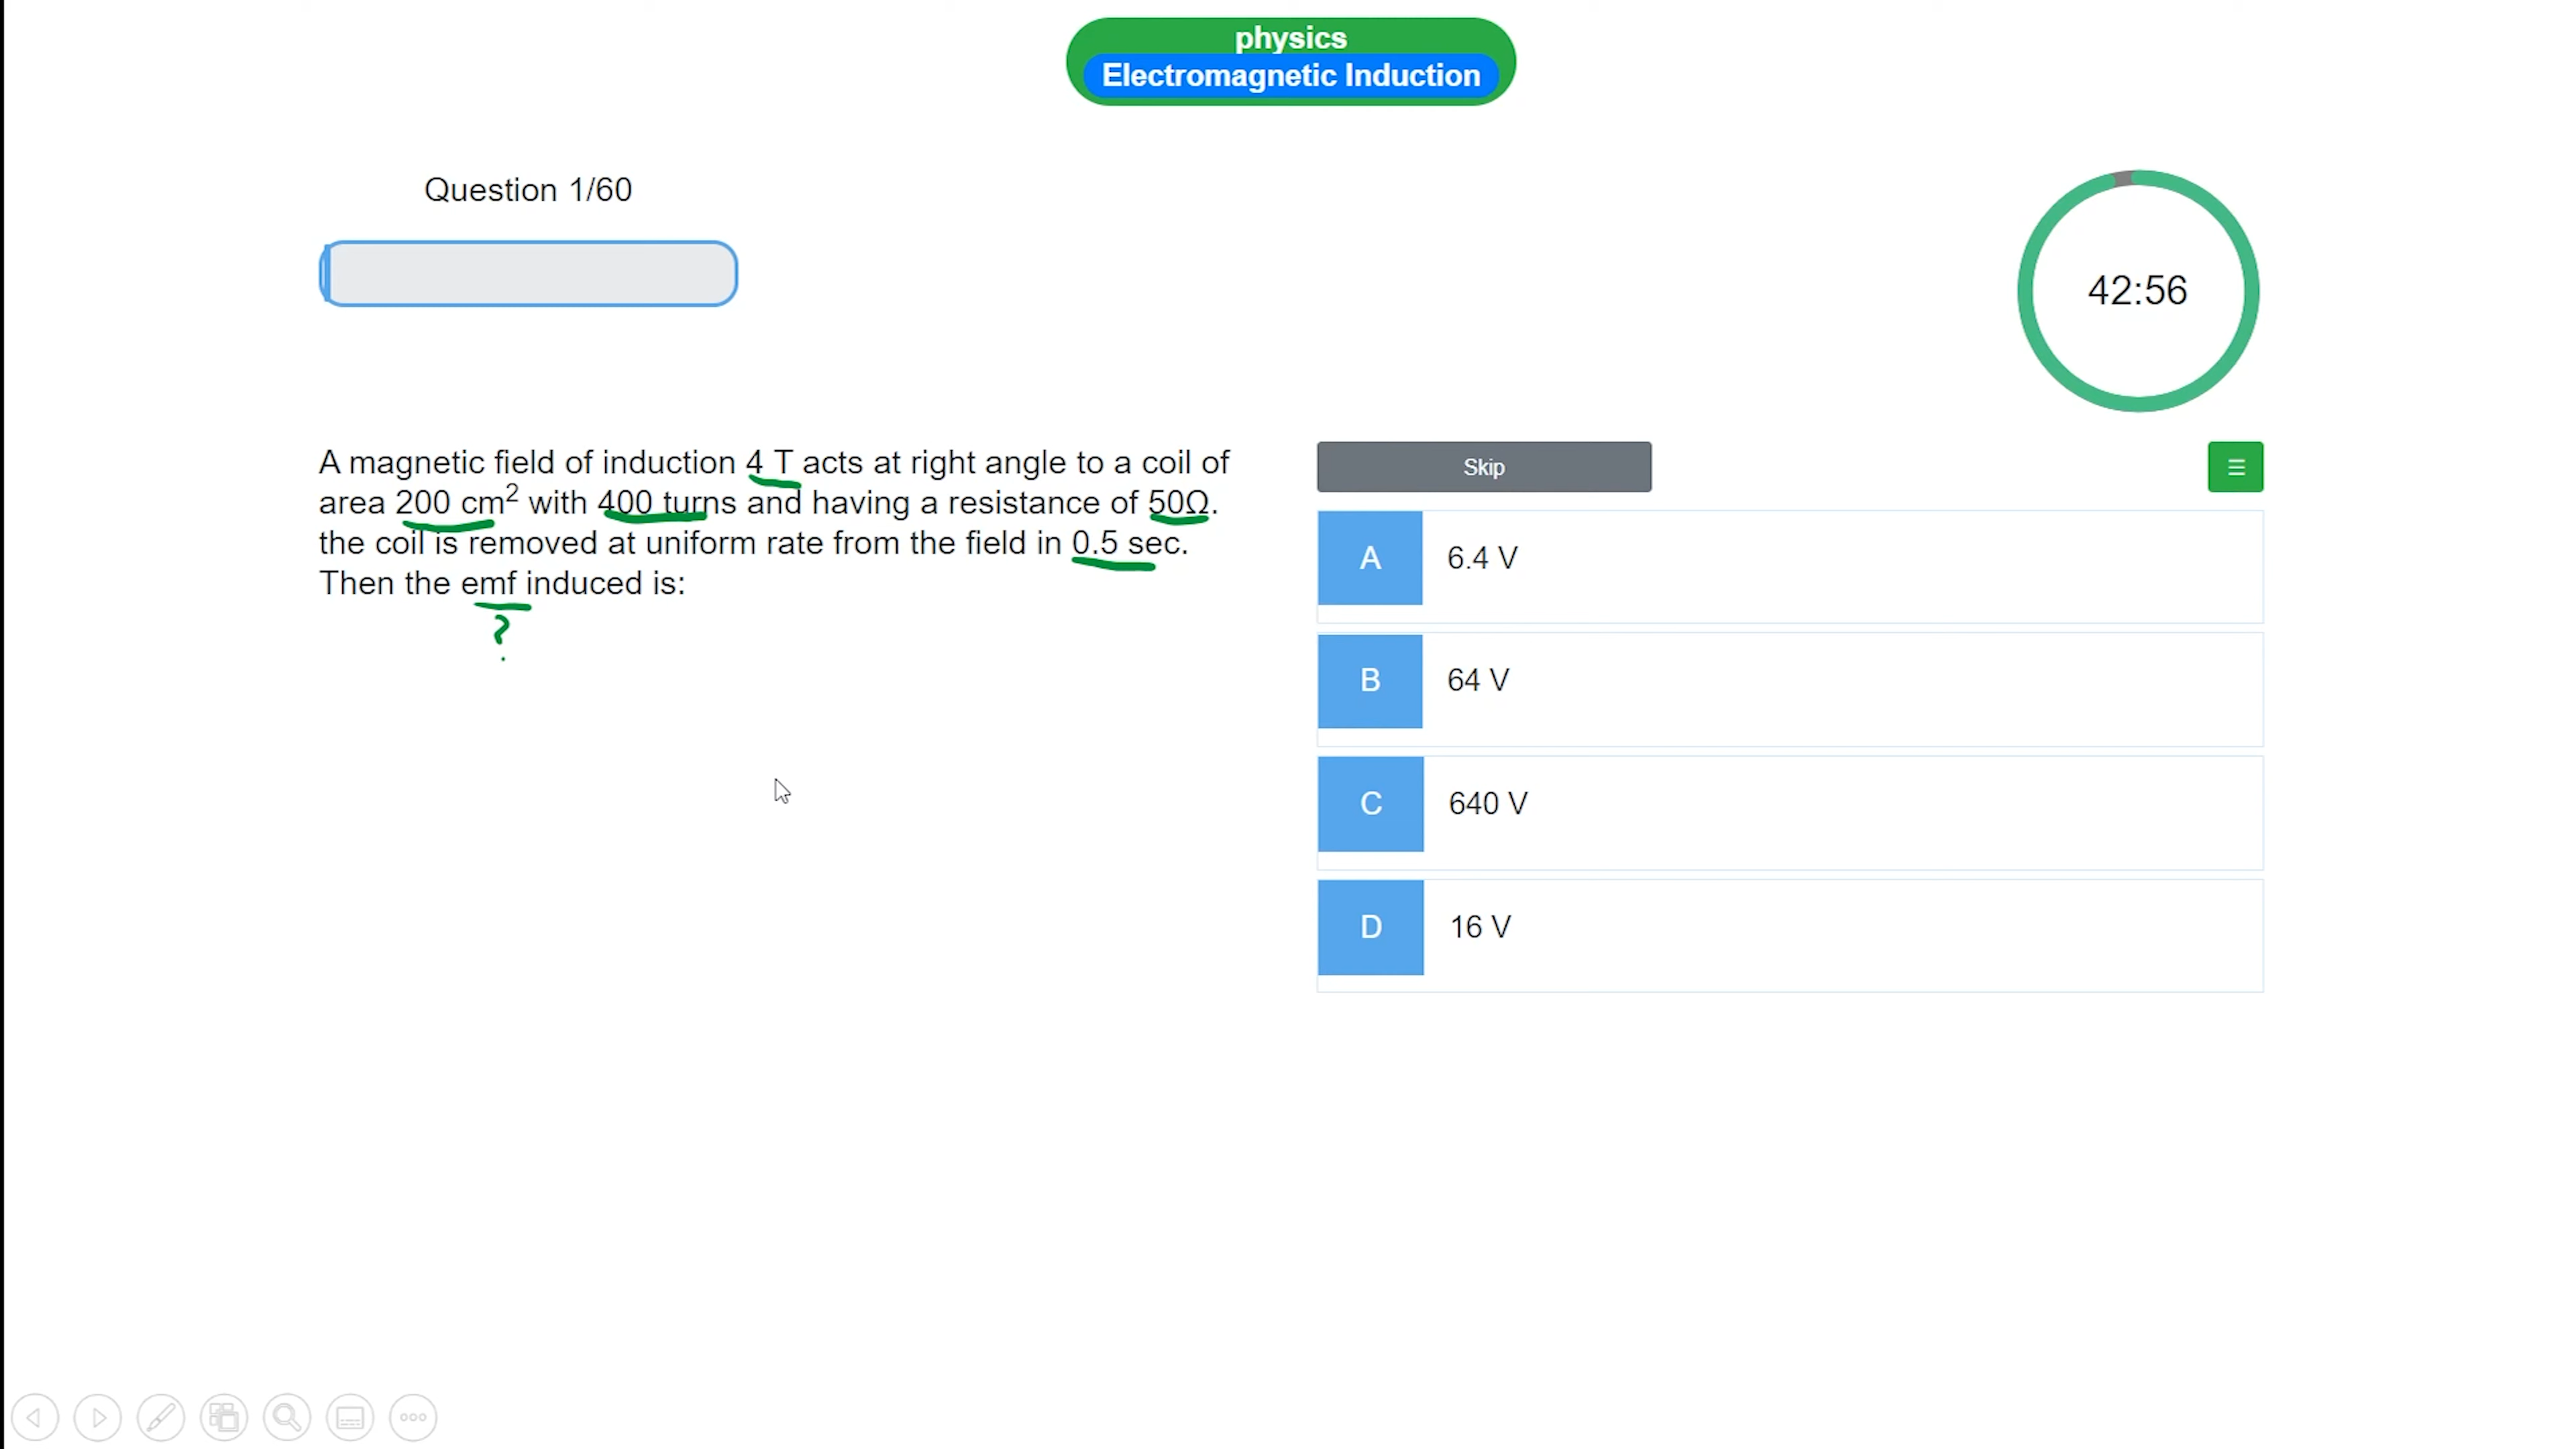 physics
Electromagnetic Induction
Question 1/60
42:56
A magnetic field of induction 4 T acts at right angle to a coil of
area 200 cm² with 400 turns and having a resistance of 50Ω.
the coil is removed at uniform rate from the field in 0.5 sec.
Then the emf induced is:
?
Skip
A 6.4 V
B 64 V
C 640 V
D 16 V